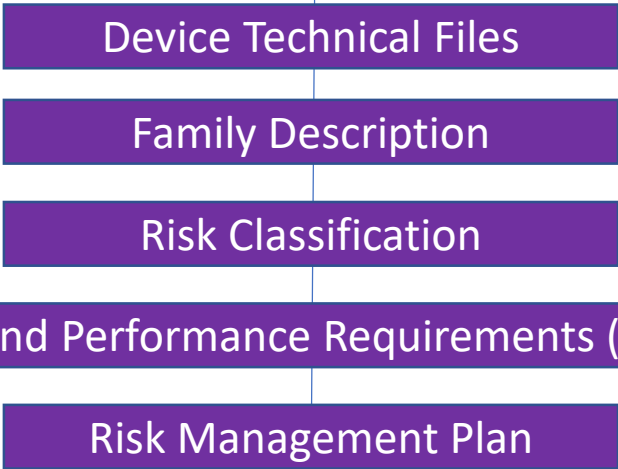 Device Technical Files
Family Description
Risk Classification
nd Performance Requirements (
Risk Management Plan